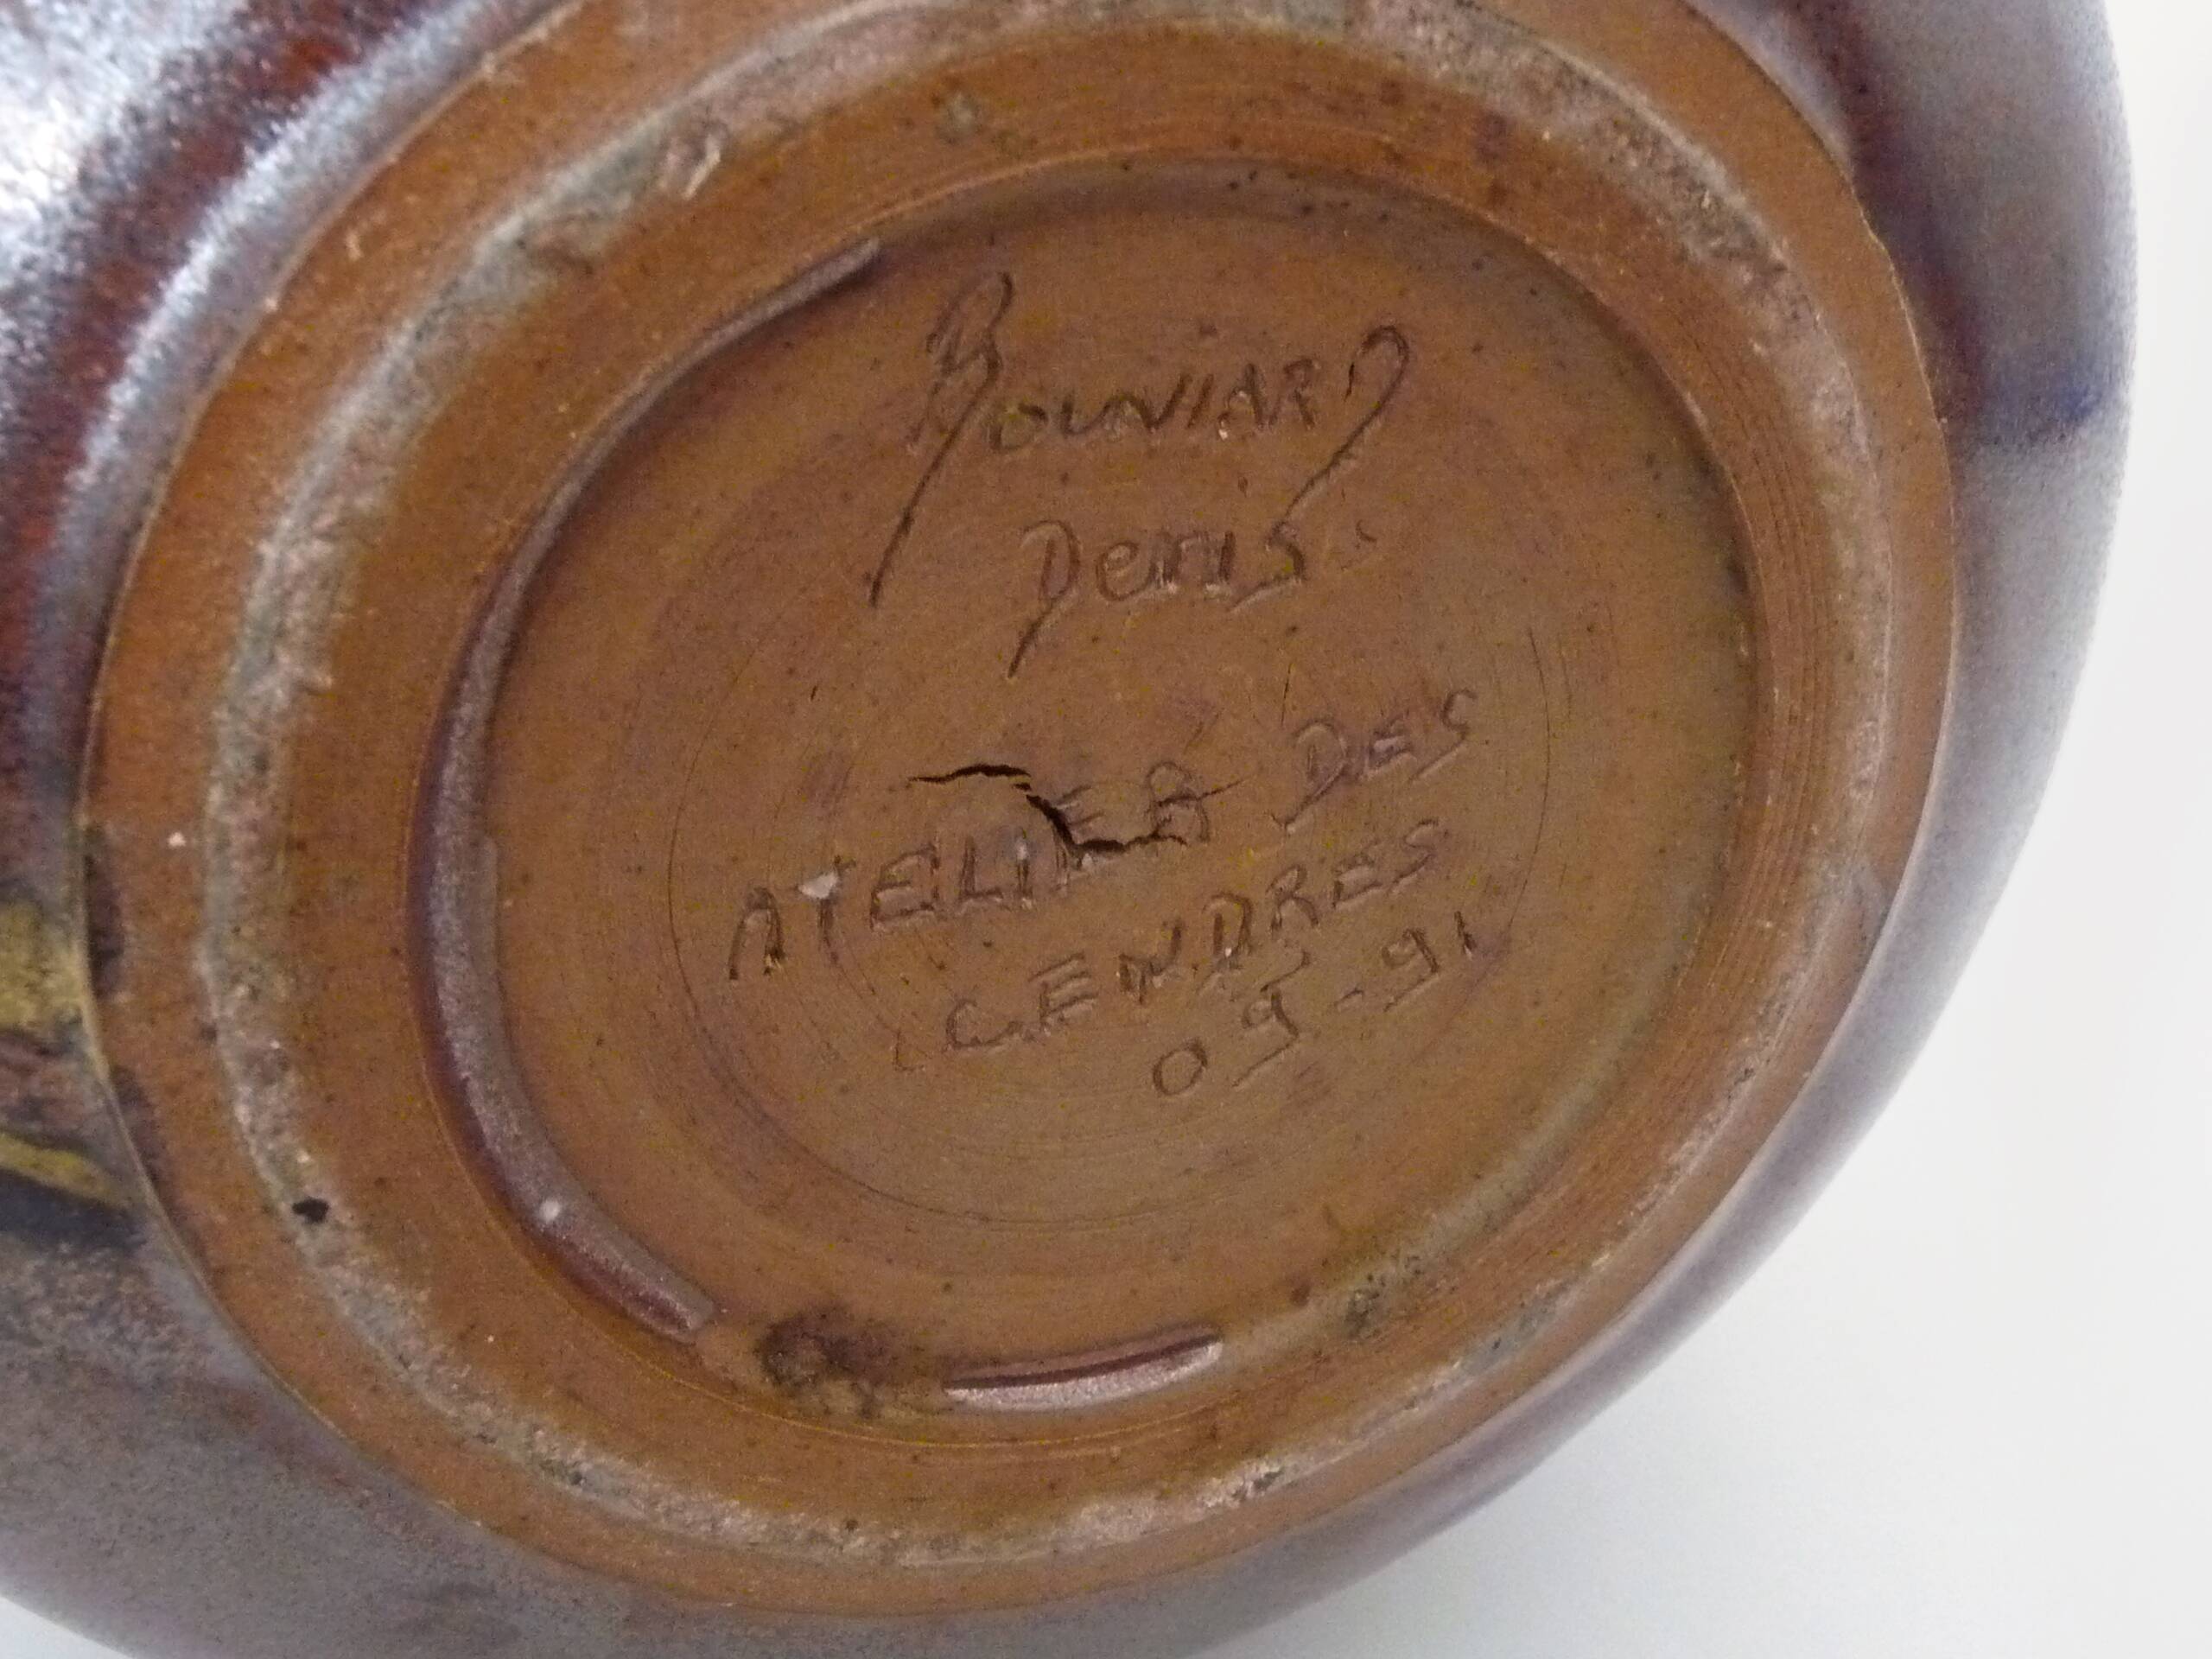 BOUNIARD
Denis.
ATELIER DES
CENDRES
09-91